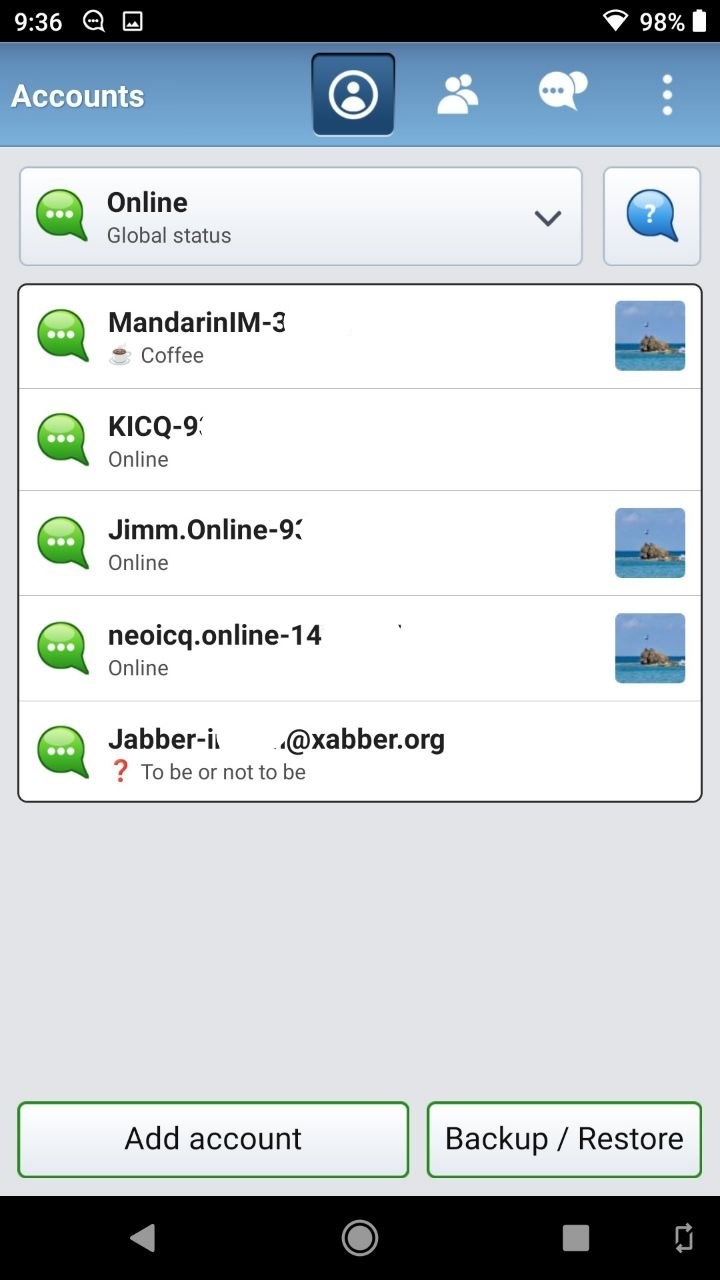 9:36
98%
Accounts
Online
Global status
?
MandarinIM-3
☕ Coffee
KICQ-9
Online
Jimm.Online-9
Online
neoicq.online-14
Online
Jabber-i @xabber.org
❓ To be or not to be
Add account
Backup / Restore